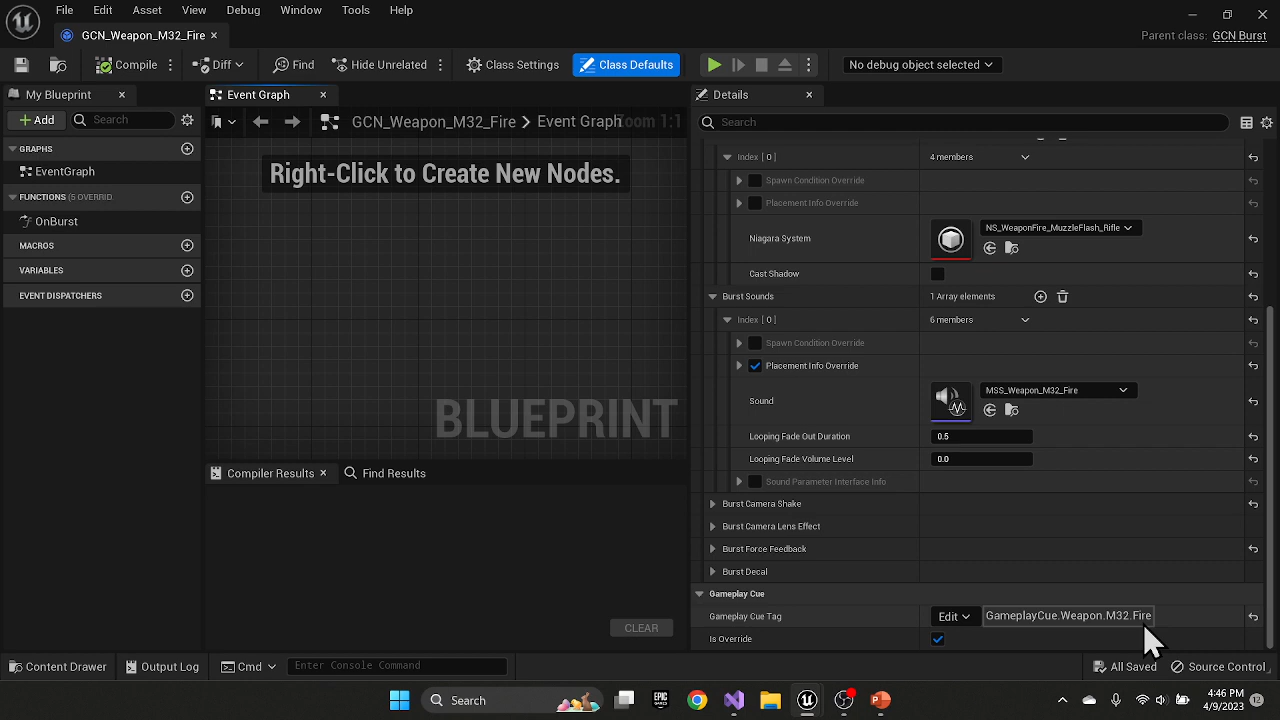 File Edit Asset View Debug Window Tools Help
GCN_Weapon_M32_Fire
Parent class: GCN Burst
Compile Diff Find Hide Unrelated Class Settings Class Defaults No debug object selected
My Blueprint Event Graph Details
Add Search GCN_Weapon_M32_Fire > Event Graph Zoom 1:1 Search
GRAPHS
EventGraph
FUNCTIONS (5 OVERRID.
OnBurst
MACROS
VARIABLES
EVENT DISPATCHERS
Right-Click to Create New Nodes.
BLUEPRINT
Compiler Results Find Results
CLEAR
Index [ 0 ] 4 members
Spawn Condition Override
Placement Info Override
Niagara System NS_WeaponFire_MuzzleFlash_Rifle
Cast Shadow
Burst Sounds 1 Array elements
Index [ 0 ] 6 members
Spawn Condition Override
Placement Info Override
Sound MSS_Weapon_M32_Fire
Looping Fade Out Duration 0.5
Looping Fade Volume Level 0.0
Sound Parameter Interface Info
Burst Camera Shake
Burst Camera Lens Effect
Burst Force Feedback
Burst Decal
Gameplay Cue
Gameplay Cue Tag Edit GameplayCue.Weapon.M32.Fire
Is Override
Content Drawer Output Log Cmd Enter Console Command All Saved Source Control
Search EPIC GAMES
4:46 PM
4/9/2023
12